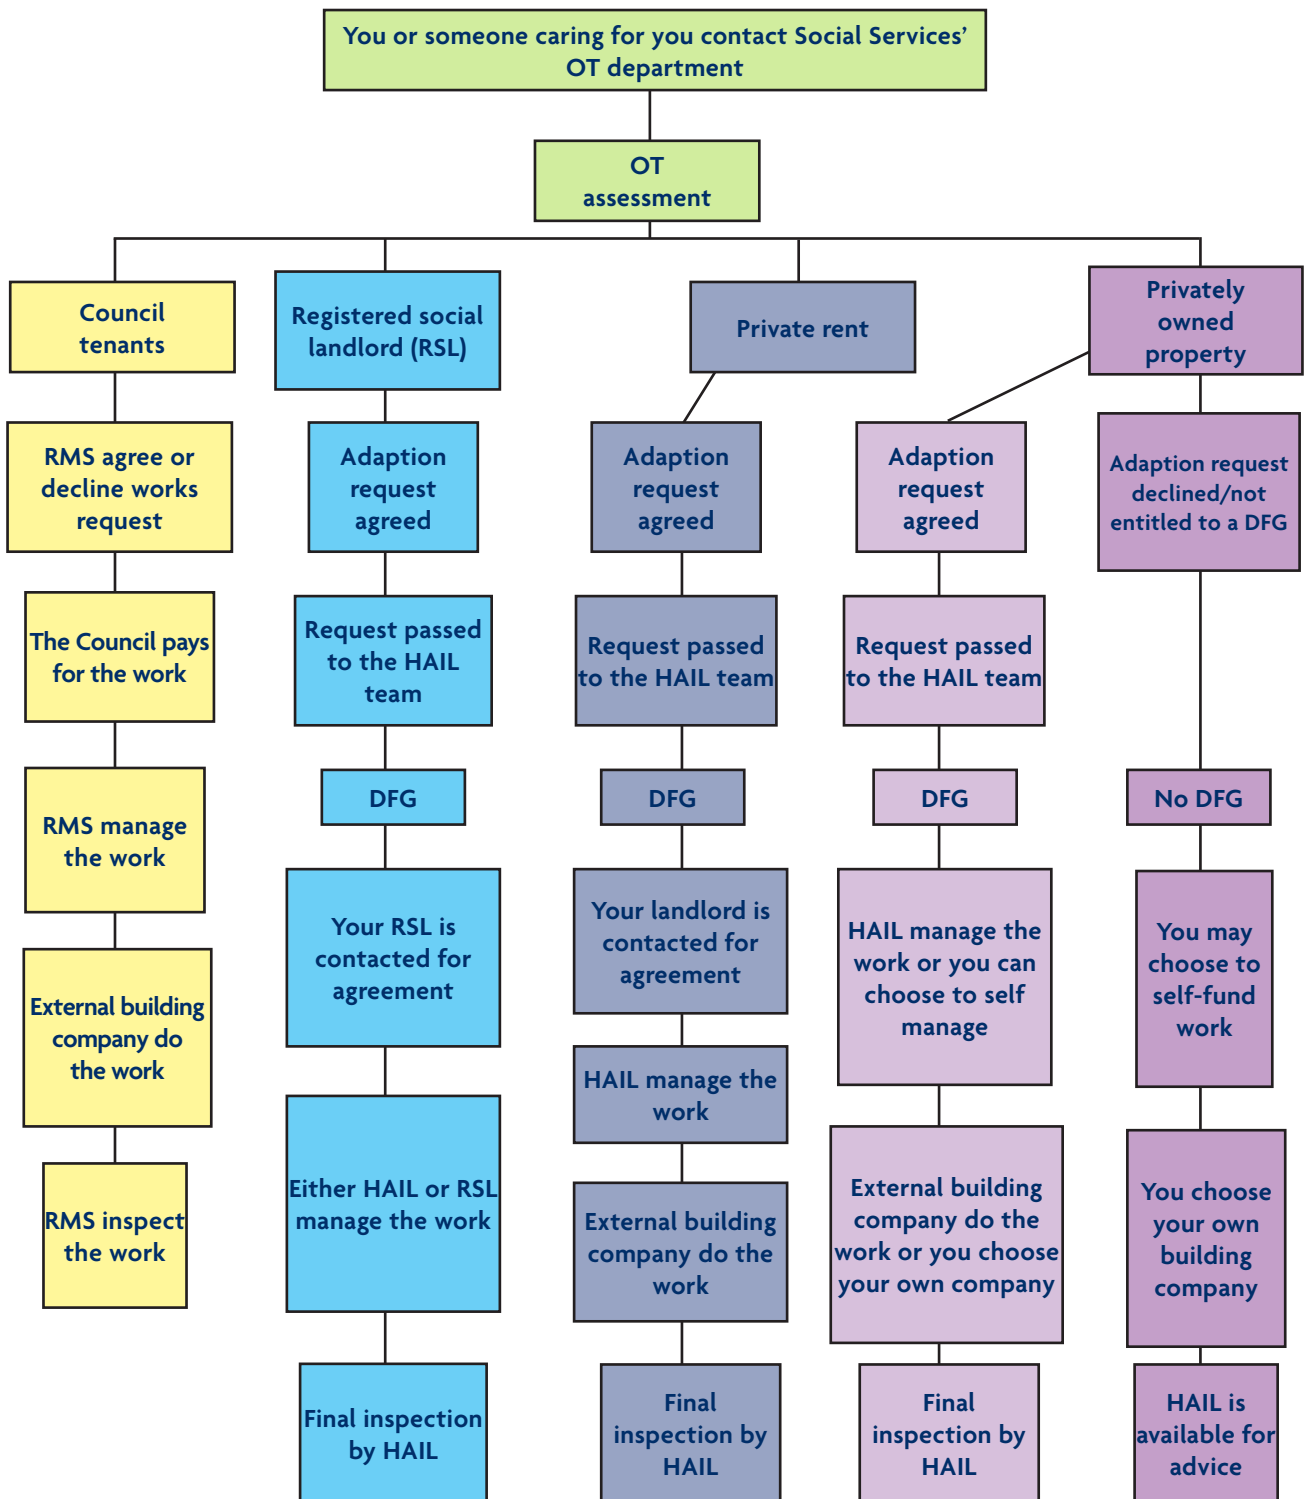 You or someone caring for you contact Social Services’
OT department
OT
assessment
Council
tenants
RMS agree or
decline works
request
The Council pays
for the work
RMS manage
the work
External building
company do
the work
RMS inspect
the work
Registered social
landlord (RSL)
Adaption
request
agreed
Request passed
to the HAIL
team
DFG
Your RSL is
contacted for
agreement
Either HAIL or RSL
manage the work
Final inspection
by HAIL
Private rent
Adaption
request
agreed
Request passed
to the HAIL team
DFG
Your landlord is
contacted for
agreement
HAIL manage the
work
External building
company do the
work
Final
inspection by
HAIL
Privately
owned
property
Adaption
request
agreed
Request passed
to the HAIL team
DFG
HAIL manage the
work or you can
choose to self
manage
External building
company do the
work or you choose
your own company
Final
inspection by
HAIL
Adaption request
declined/not
entitled to a DFG
No DFG
You may
choose to
self-fund
work
You choose
your own
building
company
HAIL is
available for
advice